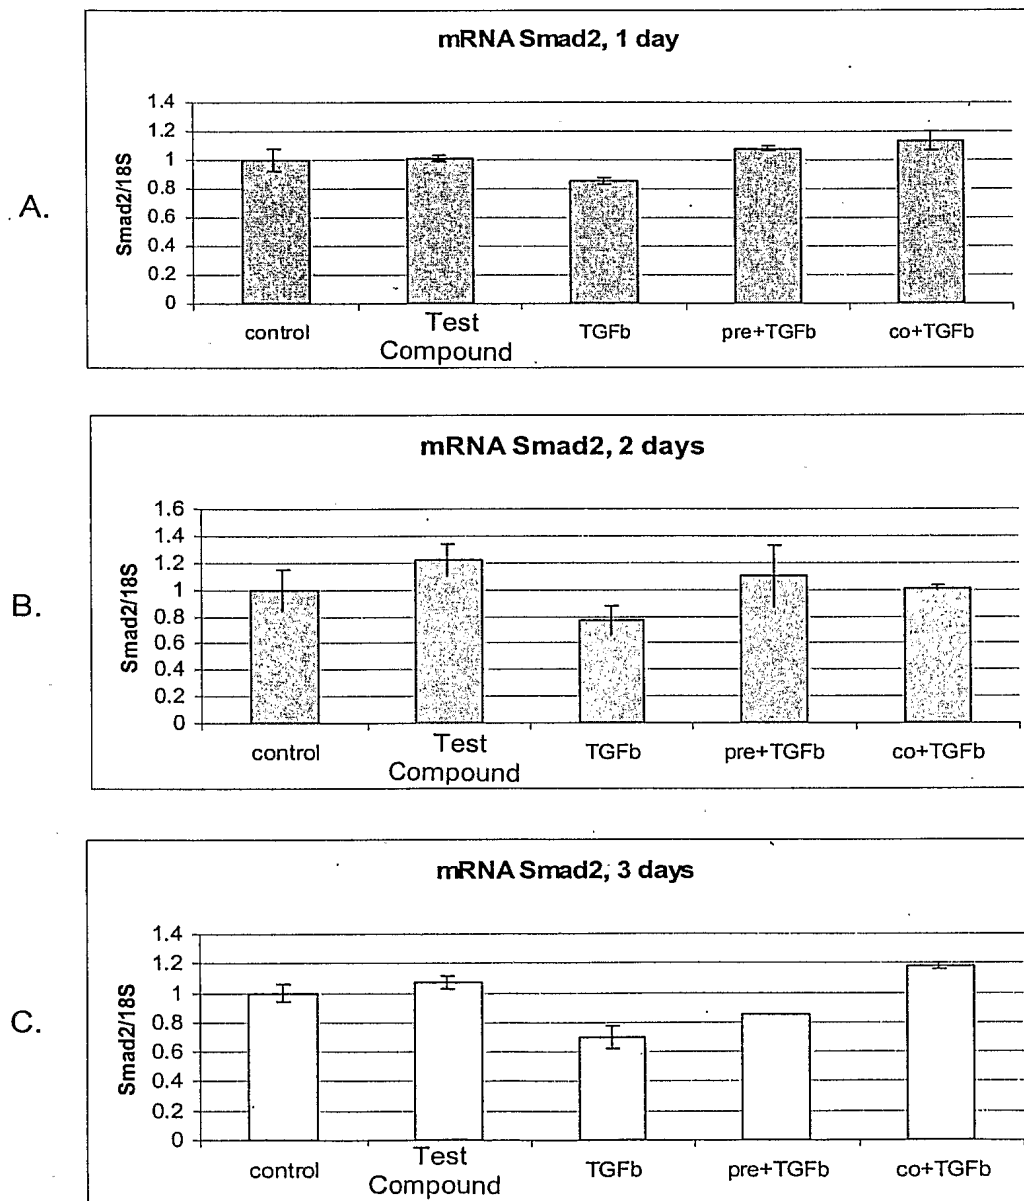 A.
mRNA Smad2, 1 day
Smad2/18S
1.4
1.2
1
0.8
0.6
0.4
0.2
0
control
Test Compound
TGFb
pre+TGFb
co+TGFb
B.
mRNA Smad2, 2 days
Smad2/18S
1.6
1.4
1.2
1
0.8
0.6
0.4
0.2
0
control
Test Compound
TGFb
pre+TGFb
co+TGFb
C.
mRNA Smad2, 3 days
Smad2/18S
1.4
1.2
1
0.8
0.6
0.4
0.2
0
control
Test Compound
TGFb
pre+TGFb
co+TGFb